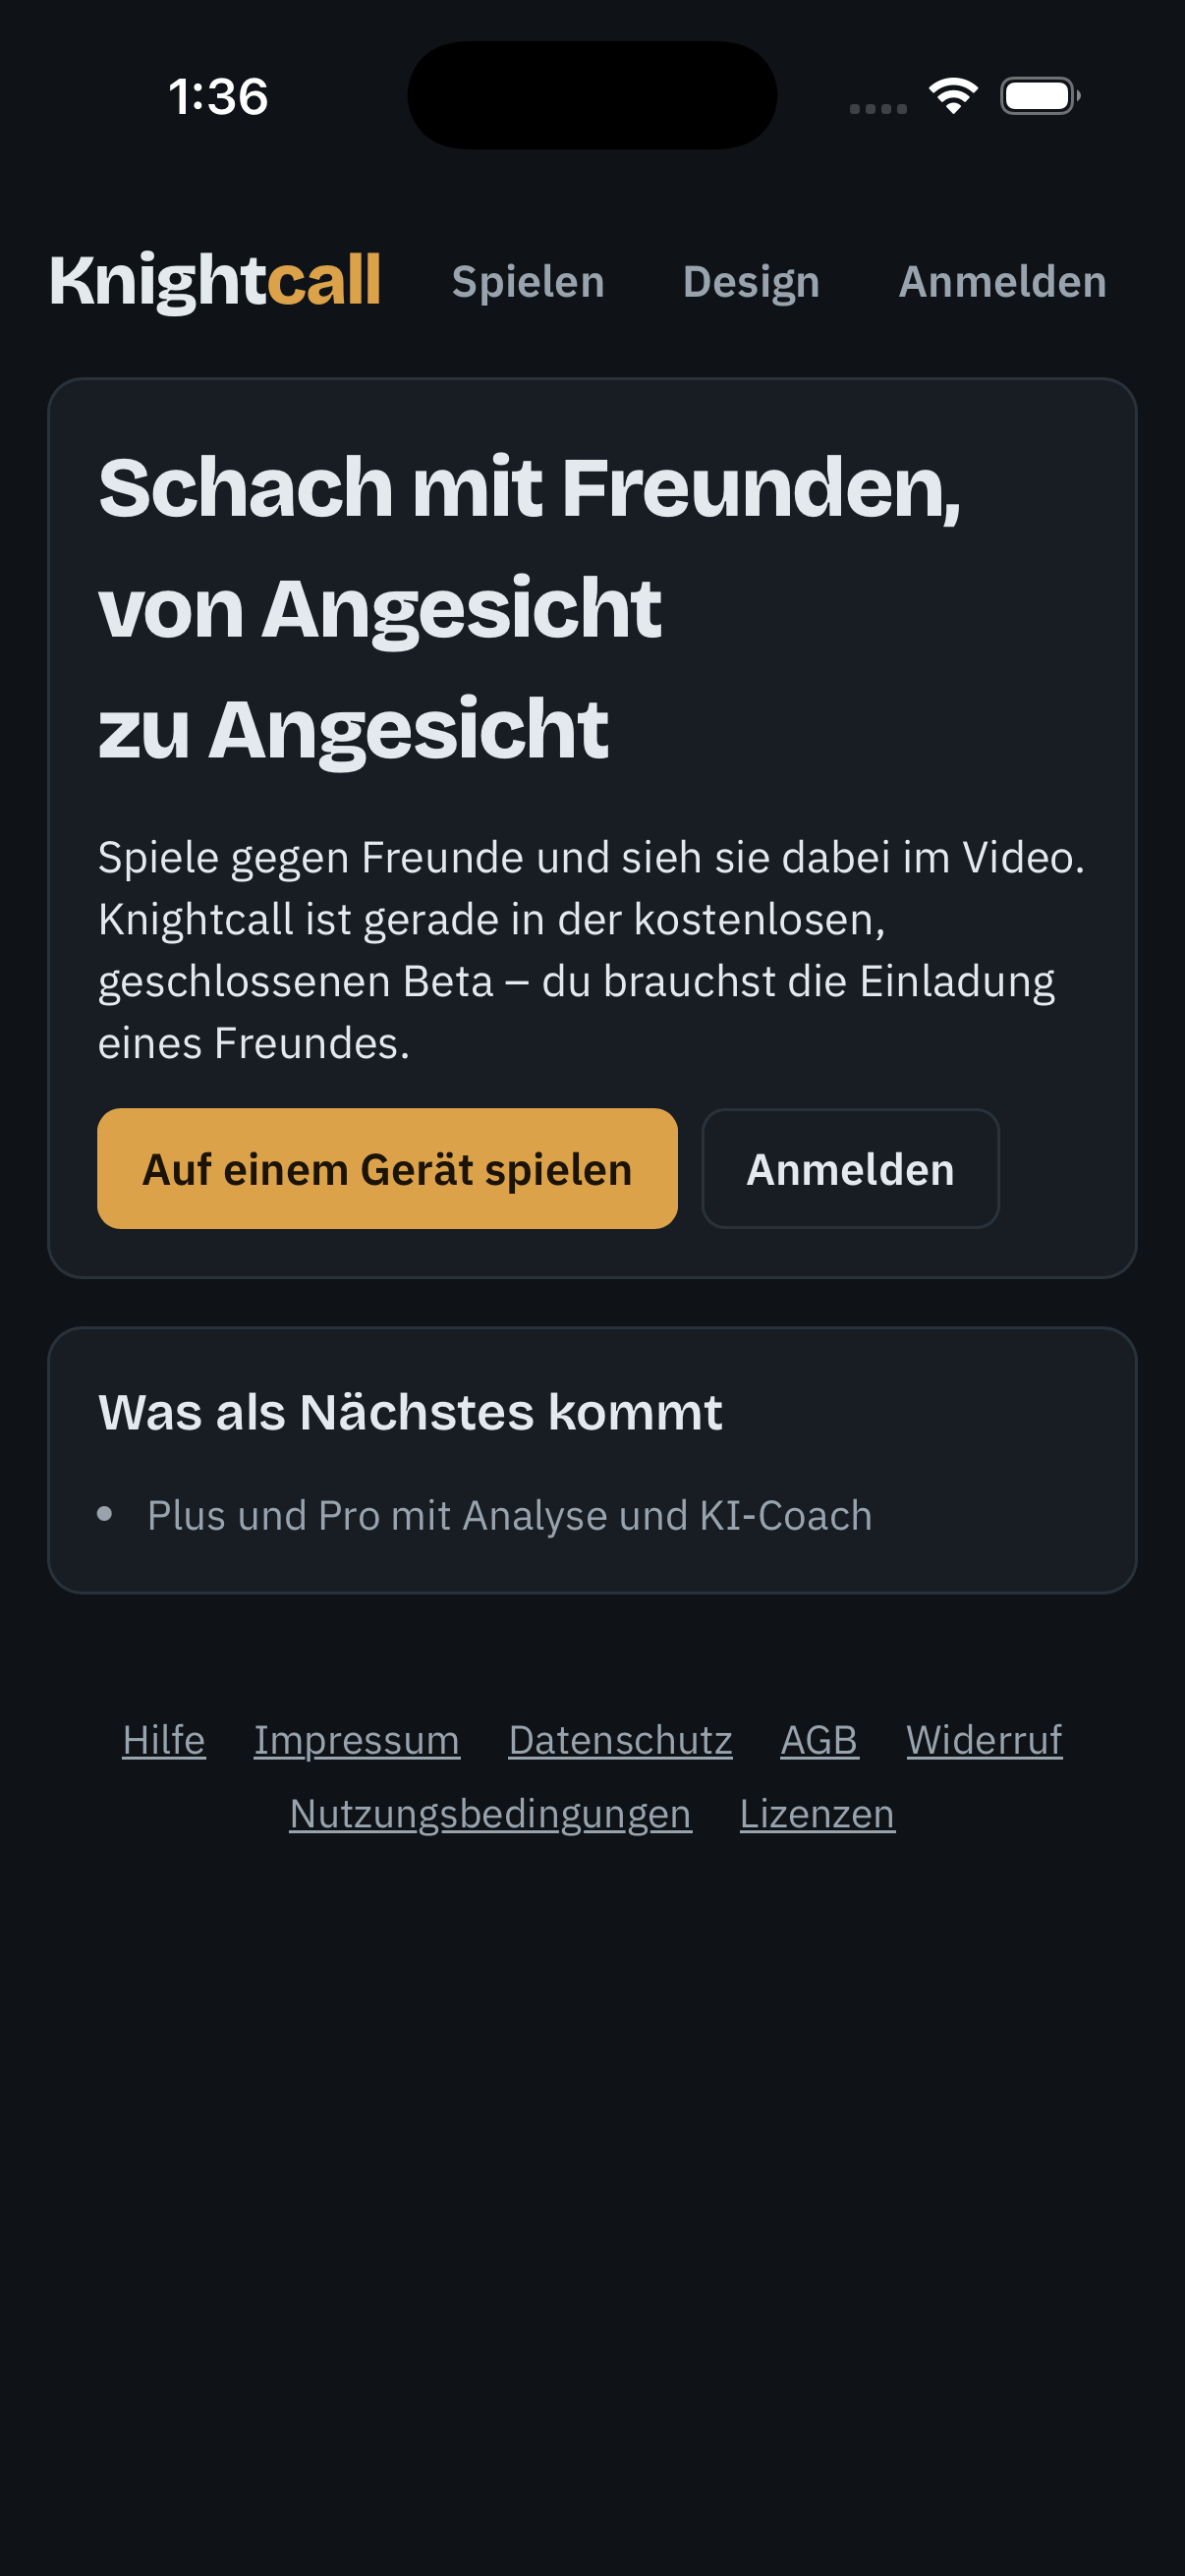 1:36
Knightcall Spielen Design Anmelden
Schach mit Freunden,
von Angesicht
zu Angesicht
Spiele gegen Freunde und sieh sie dabei im Video.
Knightcall ist gerade in der kostenlosen,
geschlossenen Beta – du brauchst die Einladung
eines Freundes.
Auf einem Gerät spielen Anmelden
Was als Nächstes kommt
• Plus und Pro mit Analyse und KI-Coach
Hilfe Impressum Datenschutz AGB Widerruf
Nutzungsbedingungen Lizenzen